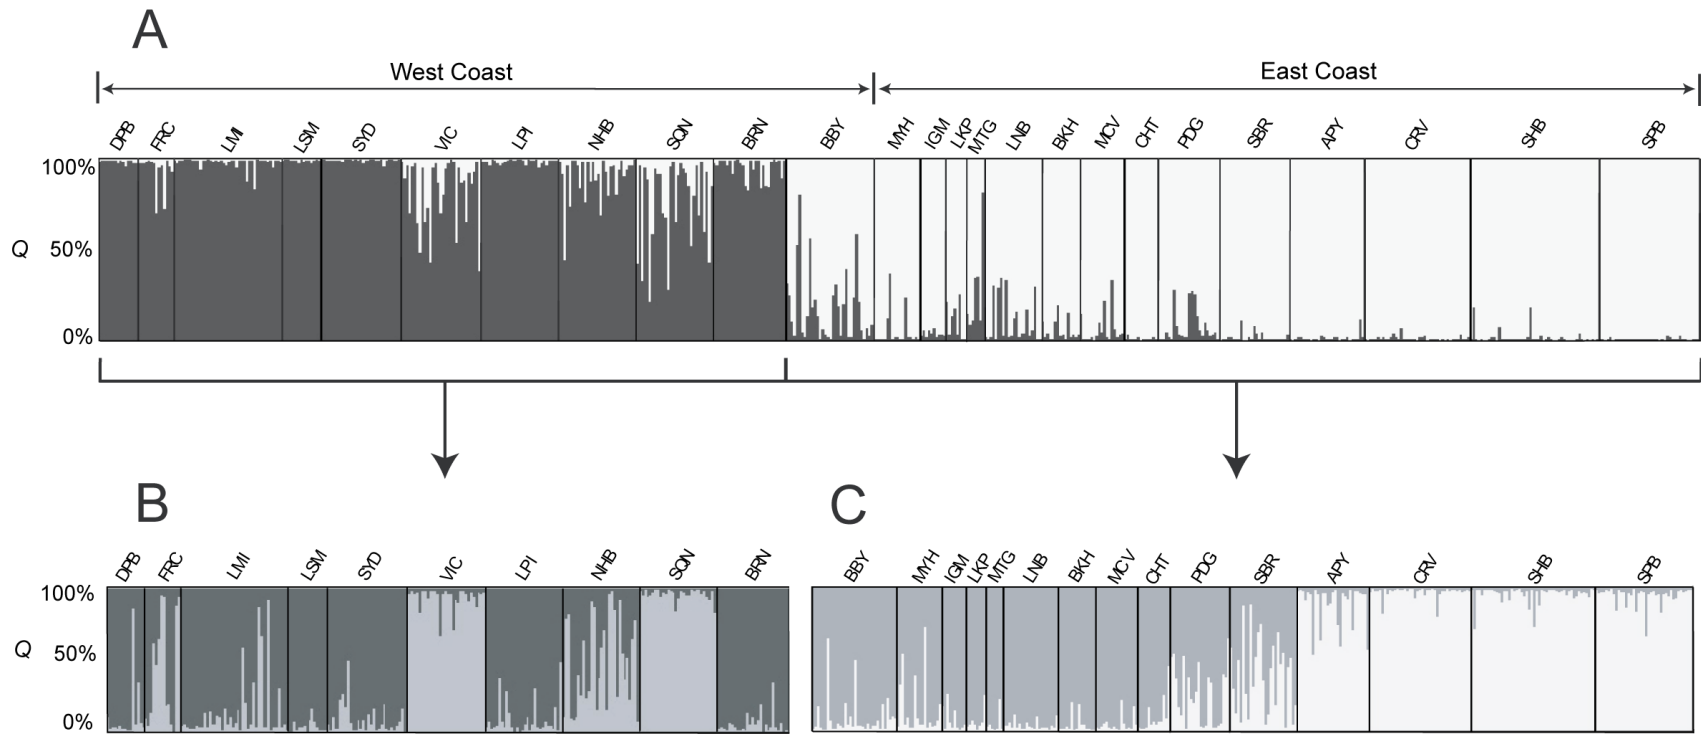 A
West Coast East Coast
DPB FRC LMI LSM SYD VIC LPI NHB SQN BRN BBY MYH IGM LKP MTG LNB BKH MCV CHT PDG SBR APY CRV SHB SPB
100%
Q 50%
0%
B C
DPB FRC LMI LSM SYD VIC LPI NHB SQN BRN BBY MYH IGM LKP MTG LNB BKH MCV CHT PDG SBR APY CRV SHB SPB
100%
Q 50%
0%